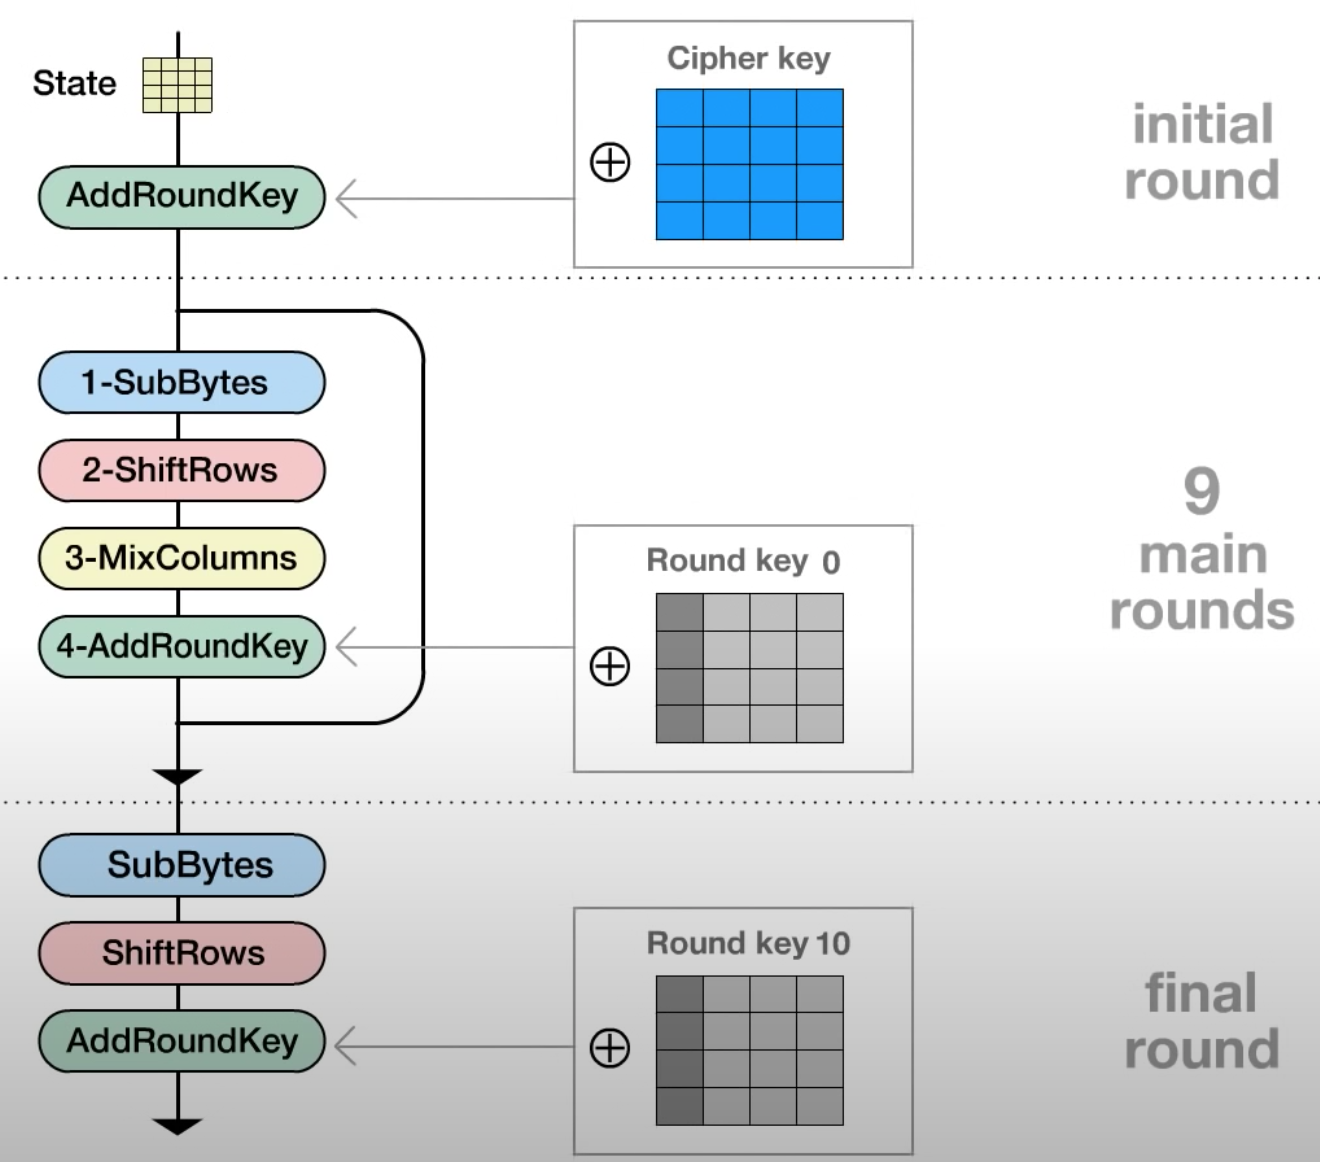 State
Cipher key
AddRoundKey
initial
round
1-SubBytes
2-ShiftRows
3-MixColumns
4-AddRoundKey
Round key 0
9
main
rounds
SubBytes
ShiftRows
AddRoundKey
Round key 10
final
round